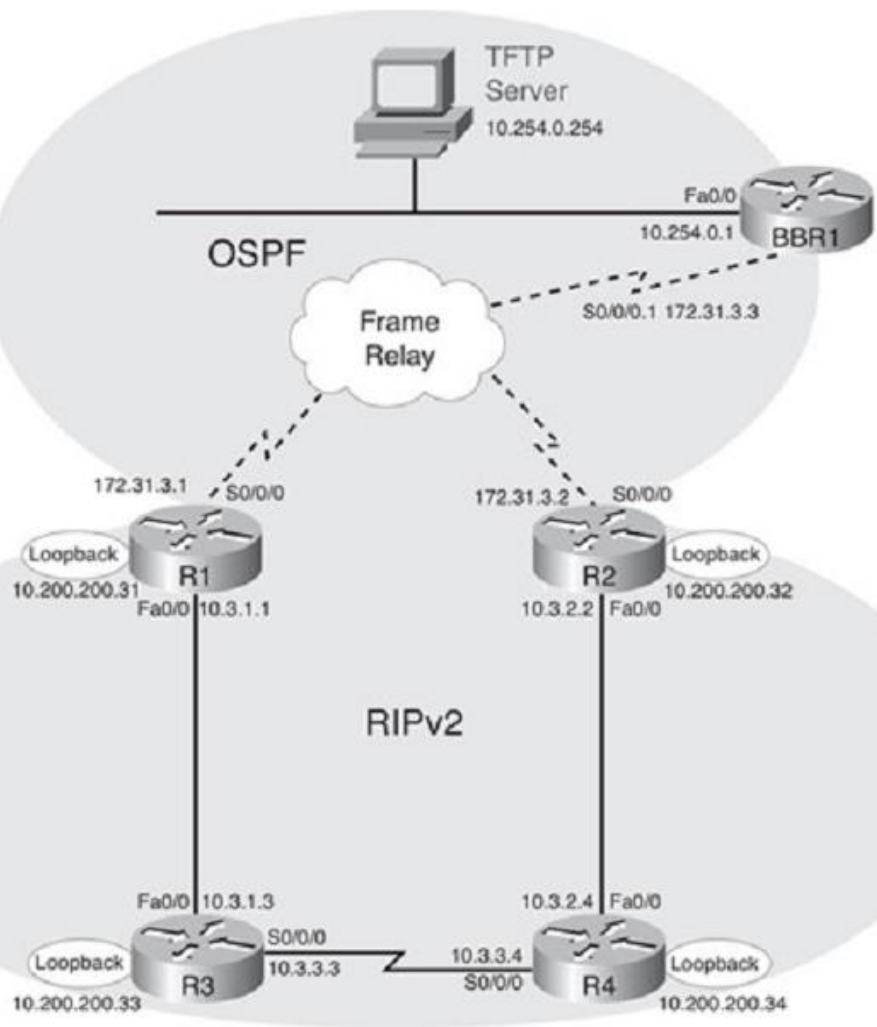 TFTP
Server
10.254.0.254
Fa0/0
10.254.0.1
BBR1
OSPF
Frame
Relay
S0/0/0.1 172.31.3.3
172.31.3.1
S0/0/0
172.31.3.2
S0/0/0
Loopback
R1
10.200.200.31
Fa0/0
10.3.1.1
R2
Loopback
10.200.200.32
10.3.2.2
Fa0/0
RIPv2
Fa0/0
10.3.1.3
10.3.2.4
Fa0/0
Loopback
R3
10.200.200.33
S0/0/0
10.3.3.3
10.3.3.4
S0/0/0
R4
Loopback
10.200.200.34